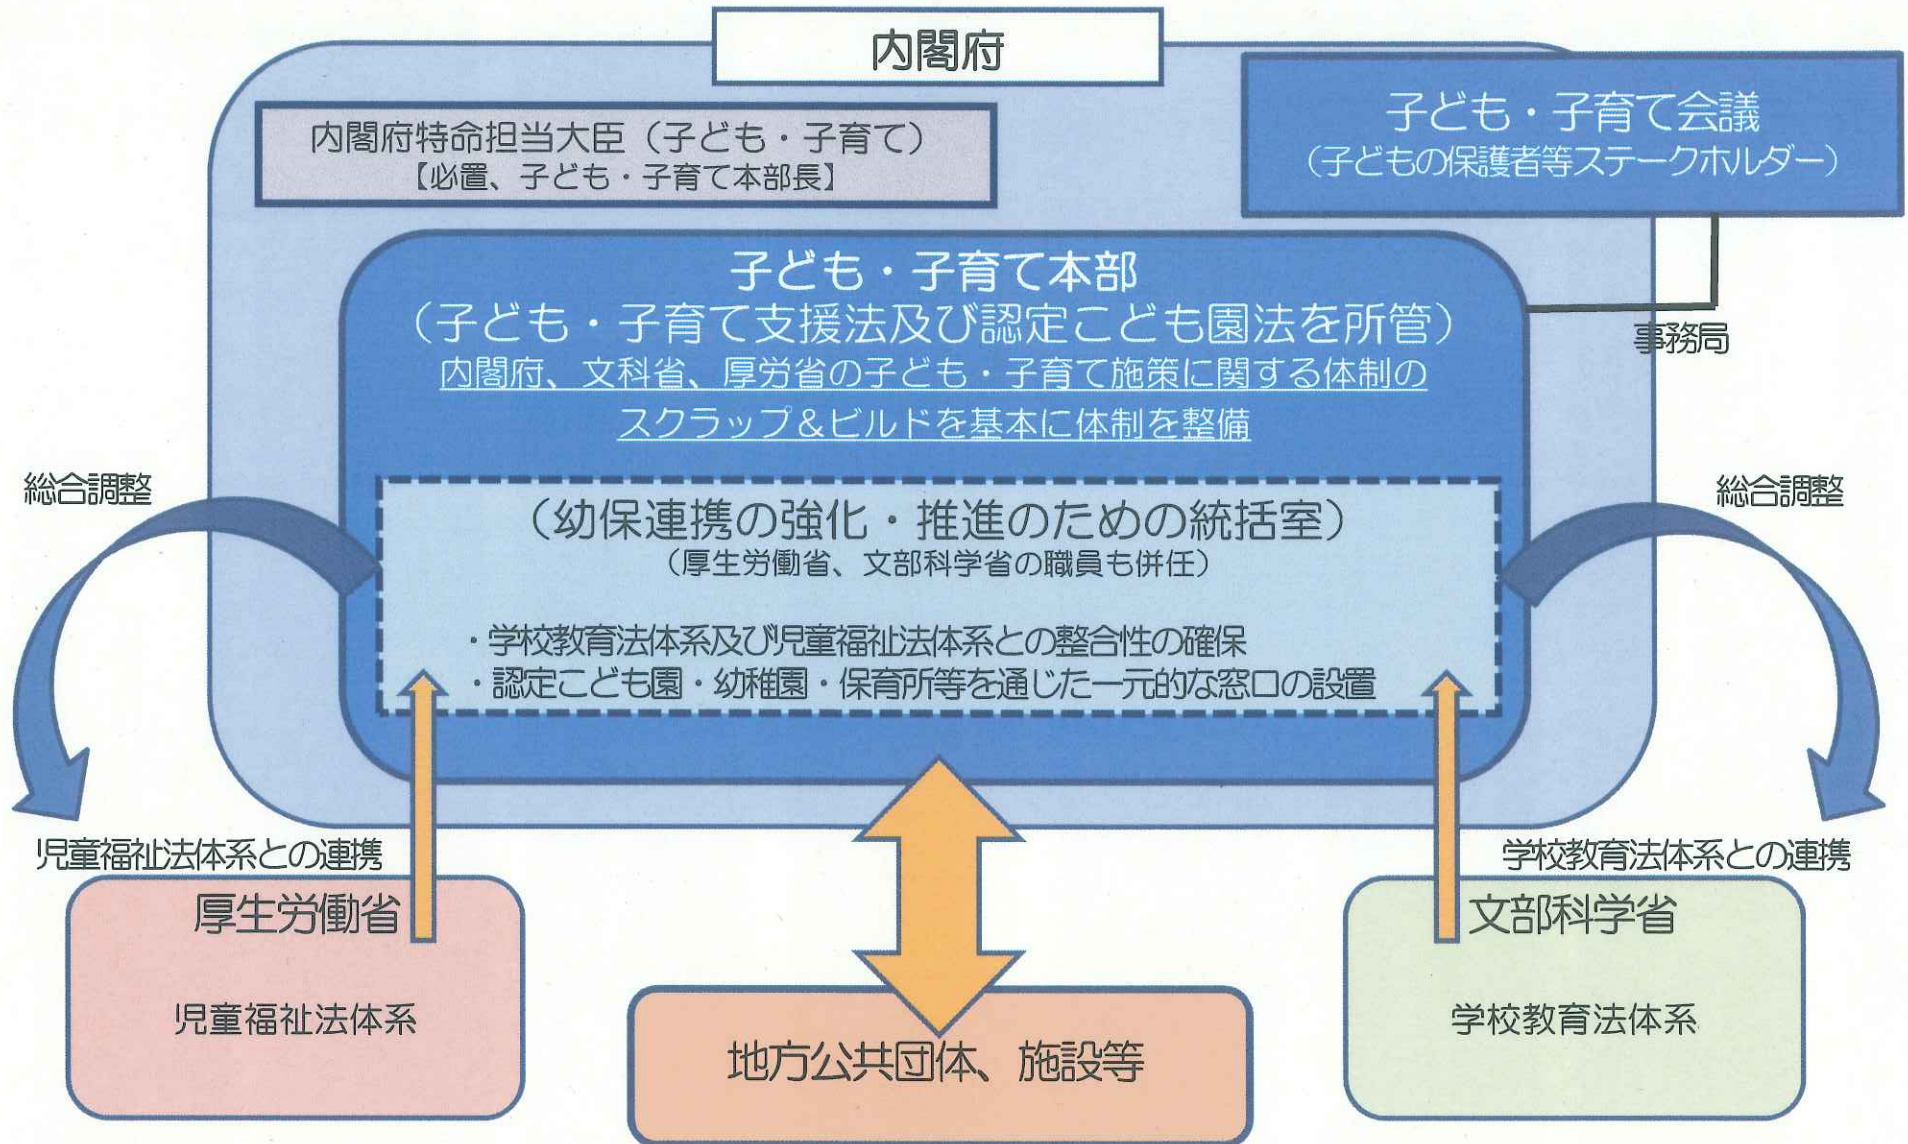 内閣府
内閣府特命担当大臣（子ども・子育て）
【必置、子ども・子育て本部長】
子ども・子育て会議
（子どもの保護者等ステークホルダー）
子ども・子育て本部
（子ども・子育て支援法及び認定こども園法を所管）
内閣府、文科省、厚労省の子ども・子育て施策に関する体制の
スクラップ＆ビルドを基本に体制を整備
事務局
総合調整
総合調整
（幼保連携の強化・推進のための統括室）
（厚生労働省、文部科学省の職員も併任）
・学校教育法体系及び児童福祉法体系との整合性の確保
・認定こども園・幼稚園・保育所等を通じた一元的な窓口の設置
児童福祉法体系との連携
学校教育法体系との連携
厚生労働省
児童福祉法体系
地方公共団体、施設等
文部科学省
学校教育法体系